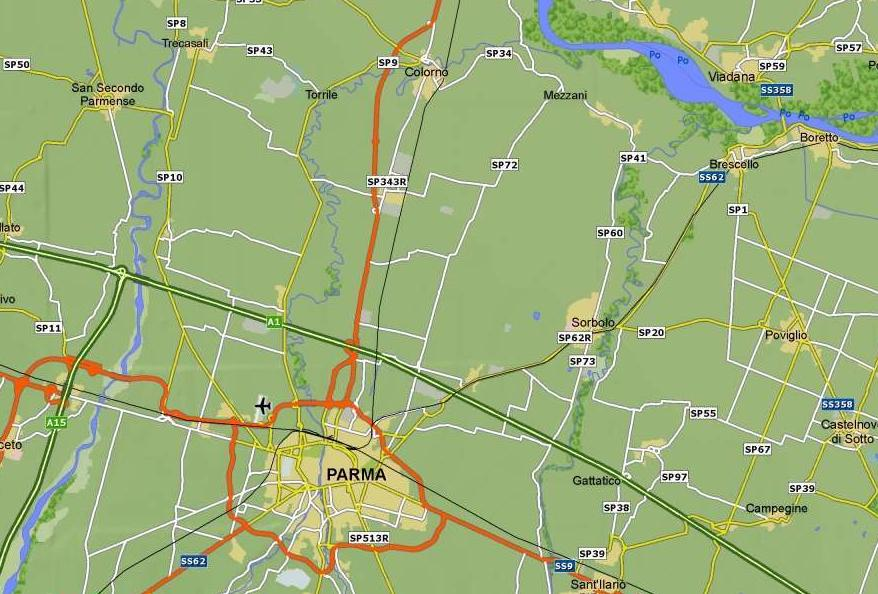 SP8
Trecasali
SP43
SP9
Colorno
SP34
Po
Po
SP57
SP59
Viadana
SS358
SP50
San Secondo
Parmense
Torrile
Mezzani
Po
Po
Po
Boretto
SP41
Brescello
SS62
SP10
SP343R
SP72
SP44
SP1
SP60
SP11
A1
Sorbolo
SP62R
SP20
Poviglio
SP73
A15
SP55
SS358
Castelnovo
di Sotto
PARMA
SP67
Gattatico
SP97
SP39
SP38
Campegine
SP513R
SS62
SP39
SS9
Sant'Ilario